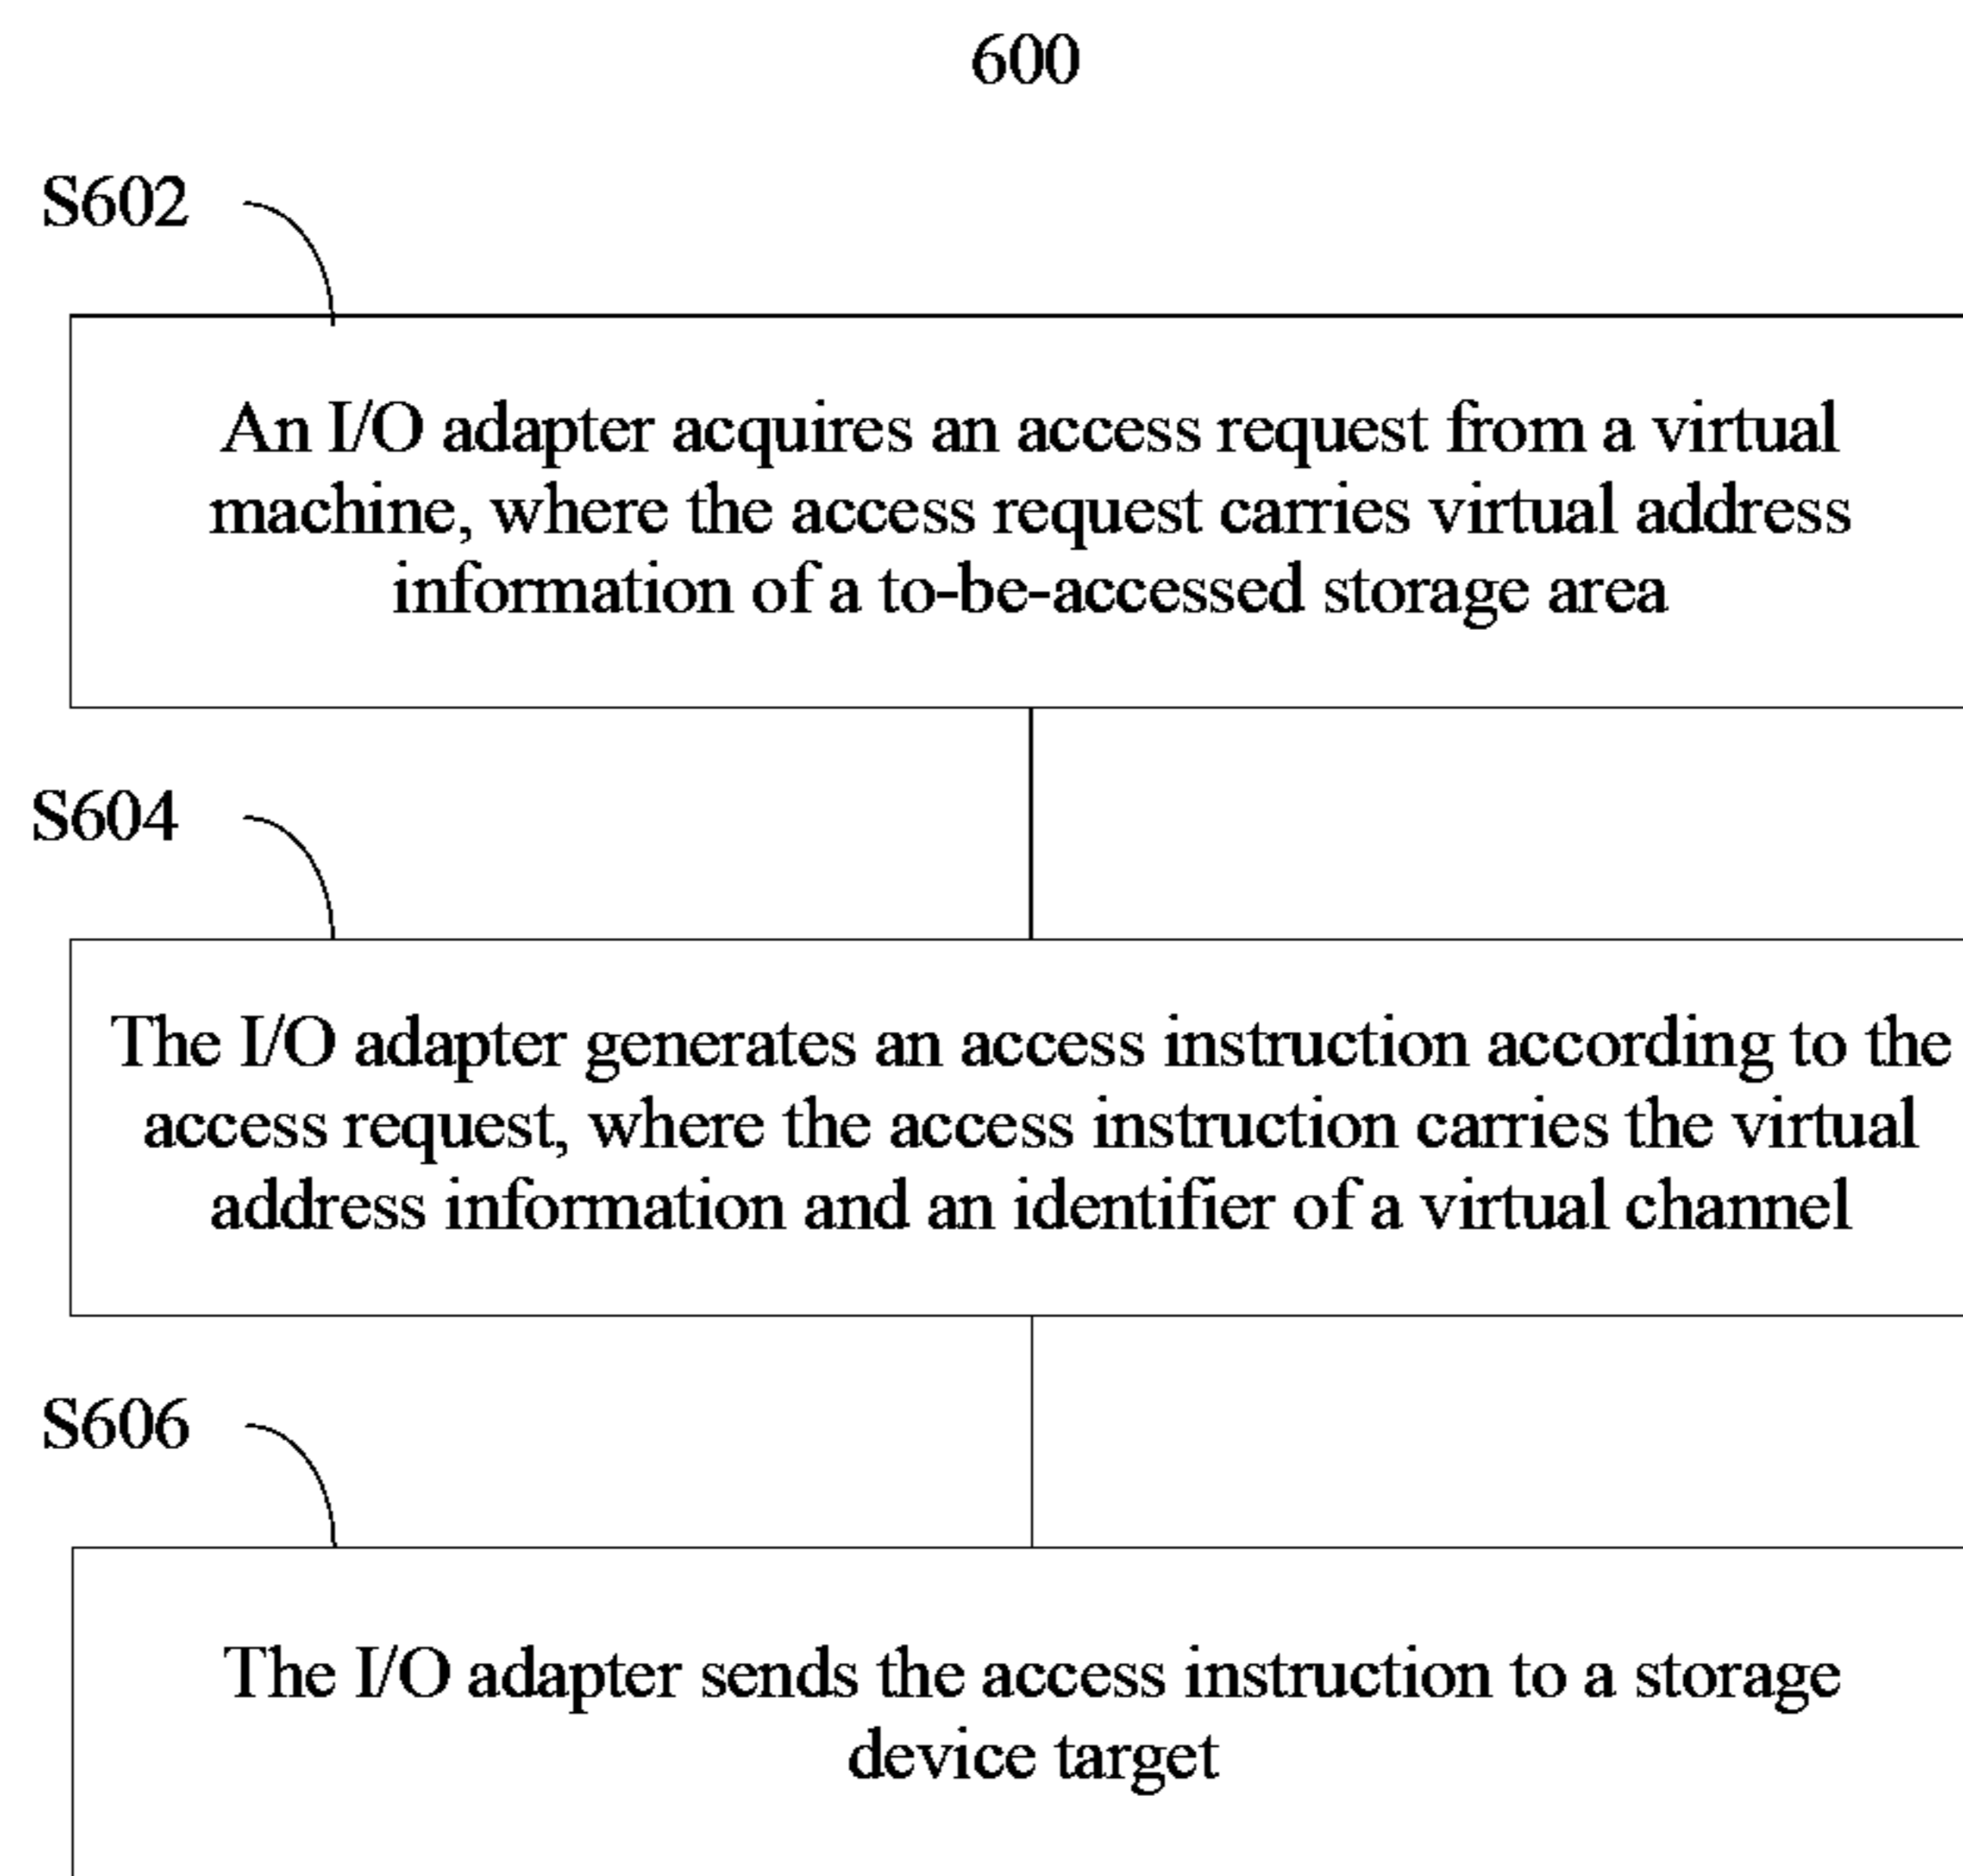 600
S602
An I/O adapter acquires an access request from a virtual
machine, where the access request carries virtual address
information of a to-be-accessed storage area
S604
The I/O adapter generates an access instruction according to the
access request, where the access instruction carries the virtual
address information and an identifier of a virtual channel
S606
The I/O adapter sends the access instruction to a storage
device target